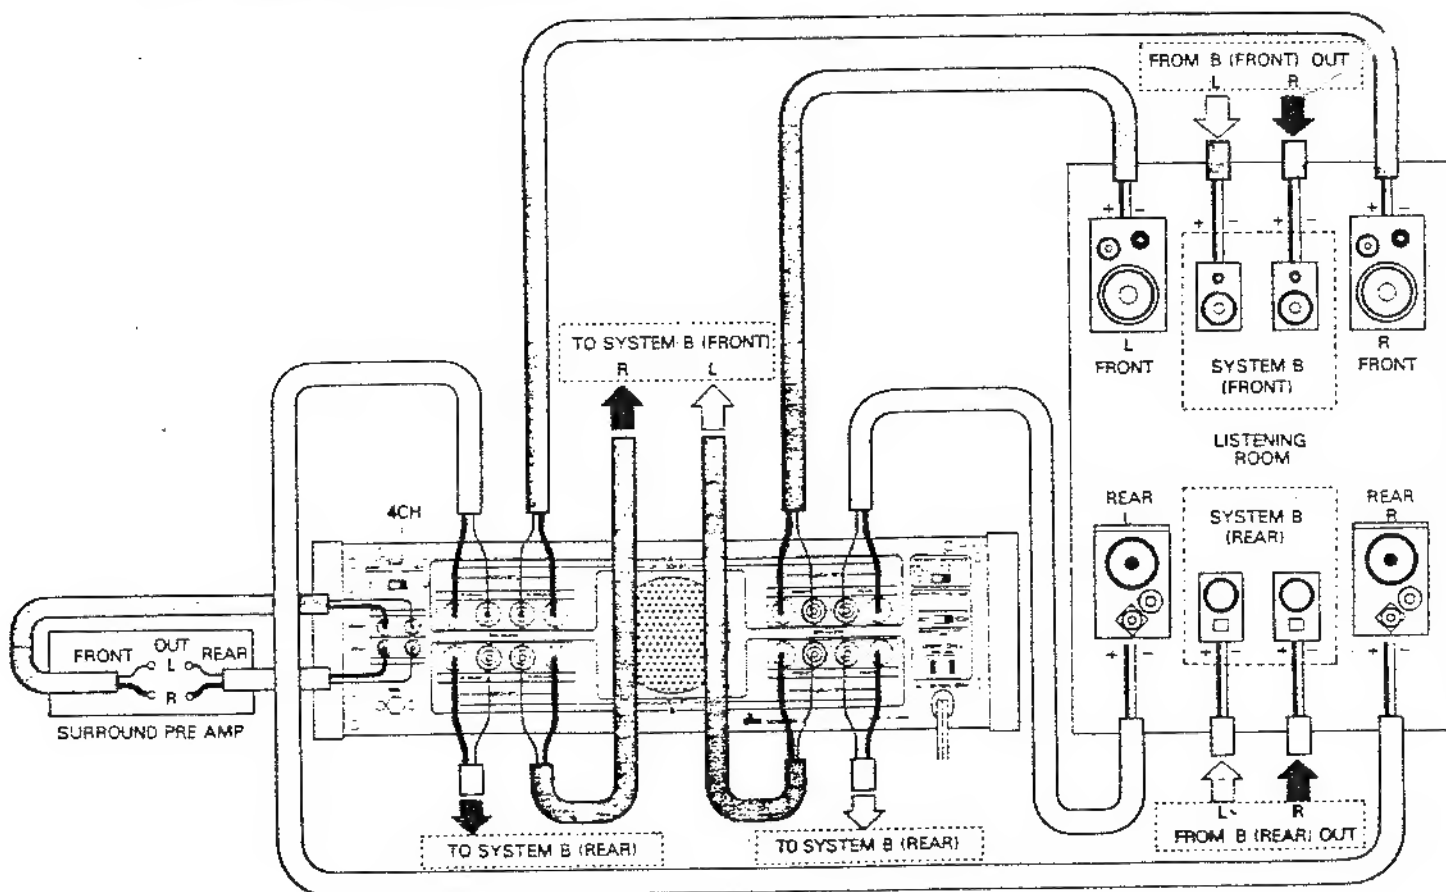 FROM B (FRONT) OUT
L R
+ - + - + - + -
TO SYSTEM B (FRONT)
R L
L
FRONT
SYSTEM B
(FRONT)
R
FRONT
LISTENING
ROOM
4CH
REAR
L
SYSTEM B
(REAR)
REAR
R
FRONT OUT REAR
L
R
SURROUND PRE AMP
+ - + - + - + -
L R
FROM B (REAR) OUT
TO SYSTEM B (REAR)
TO SYSTEM B (REAR)